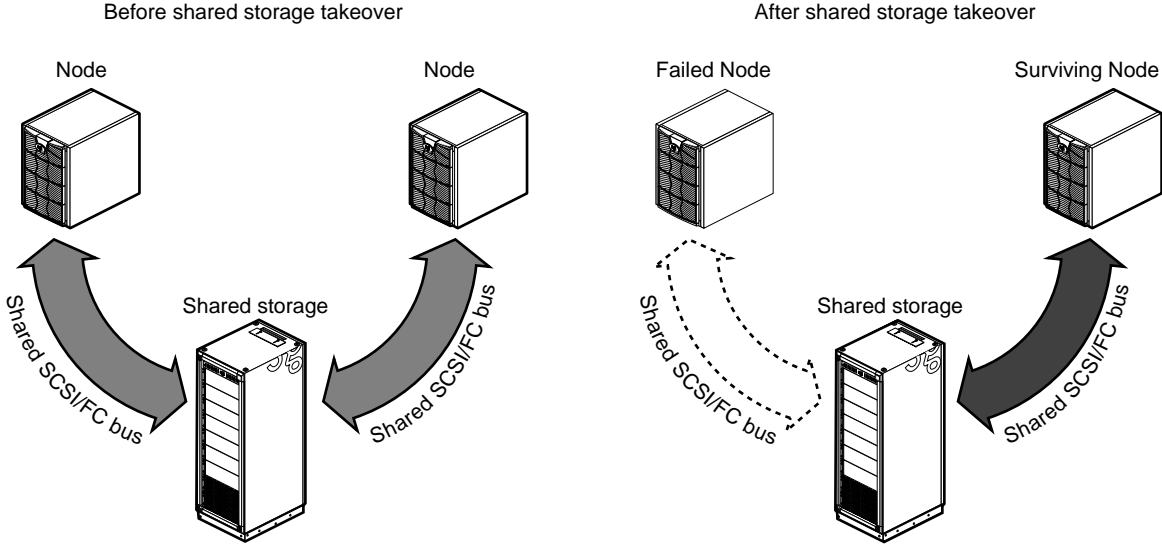 Before shared storage takeover
Node
Node
Shared storage
Shared SCSI/FC bus
Shared SCSI/FC bus
After shared storage takeover
Failed Node
Surviving Node
Shared storage
Shared SCSI/FC bus
Shared SCSI/FC bus